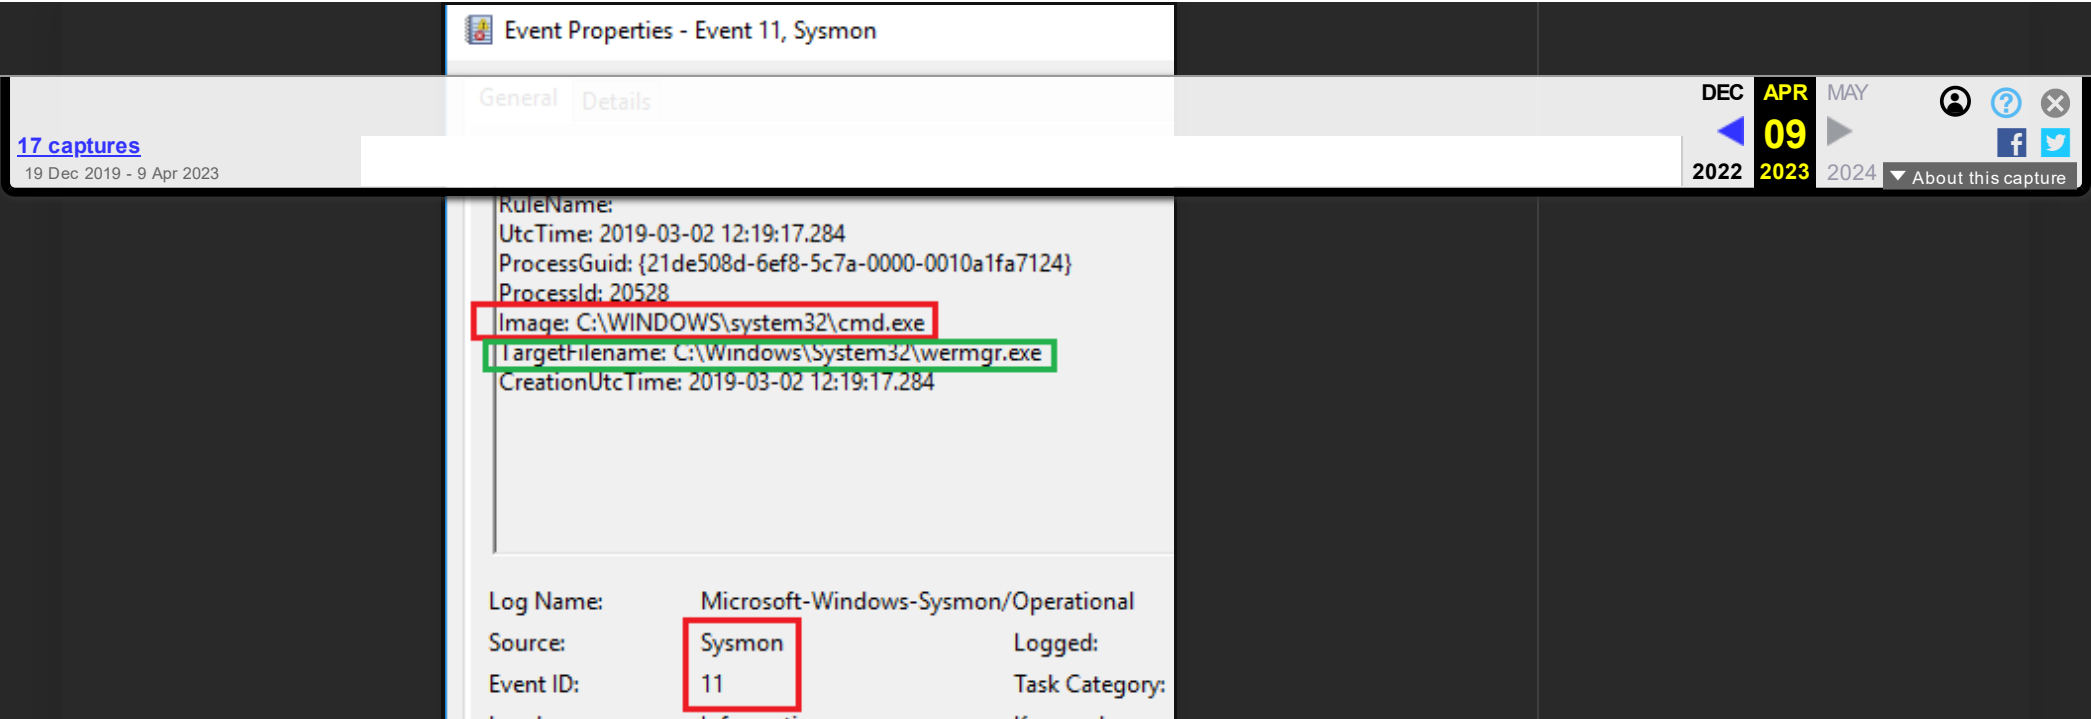 Event Properties - Event 11, Sysmon
General Details
DEC APR MAY
17 captures
09
19 Dec 2019 - 9 Apr 2023
2022 2023 2024 About this capture
RuleName:
UtcTime: 2019-03-02 12:19:17.284
ProcessGuid: {21de508d-6ef8-5c7a-0000-0010a1fa7124}
ProcessId: 20528
Image: C:\WINDOWS\system32\cmd.exe
TargetFilename: C:\Windows\System32\wermgr.exe
CreationUtcTime: 2019-03-02 12:19:17.284
Log Name: Microsoft-Windows-Sysmon/Operational
Source: Sysmon Logged:
Event ID: 11 Task Category: